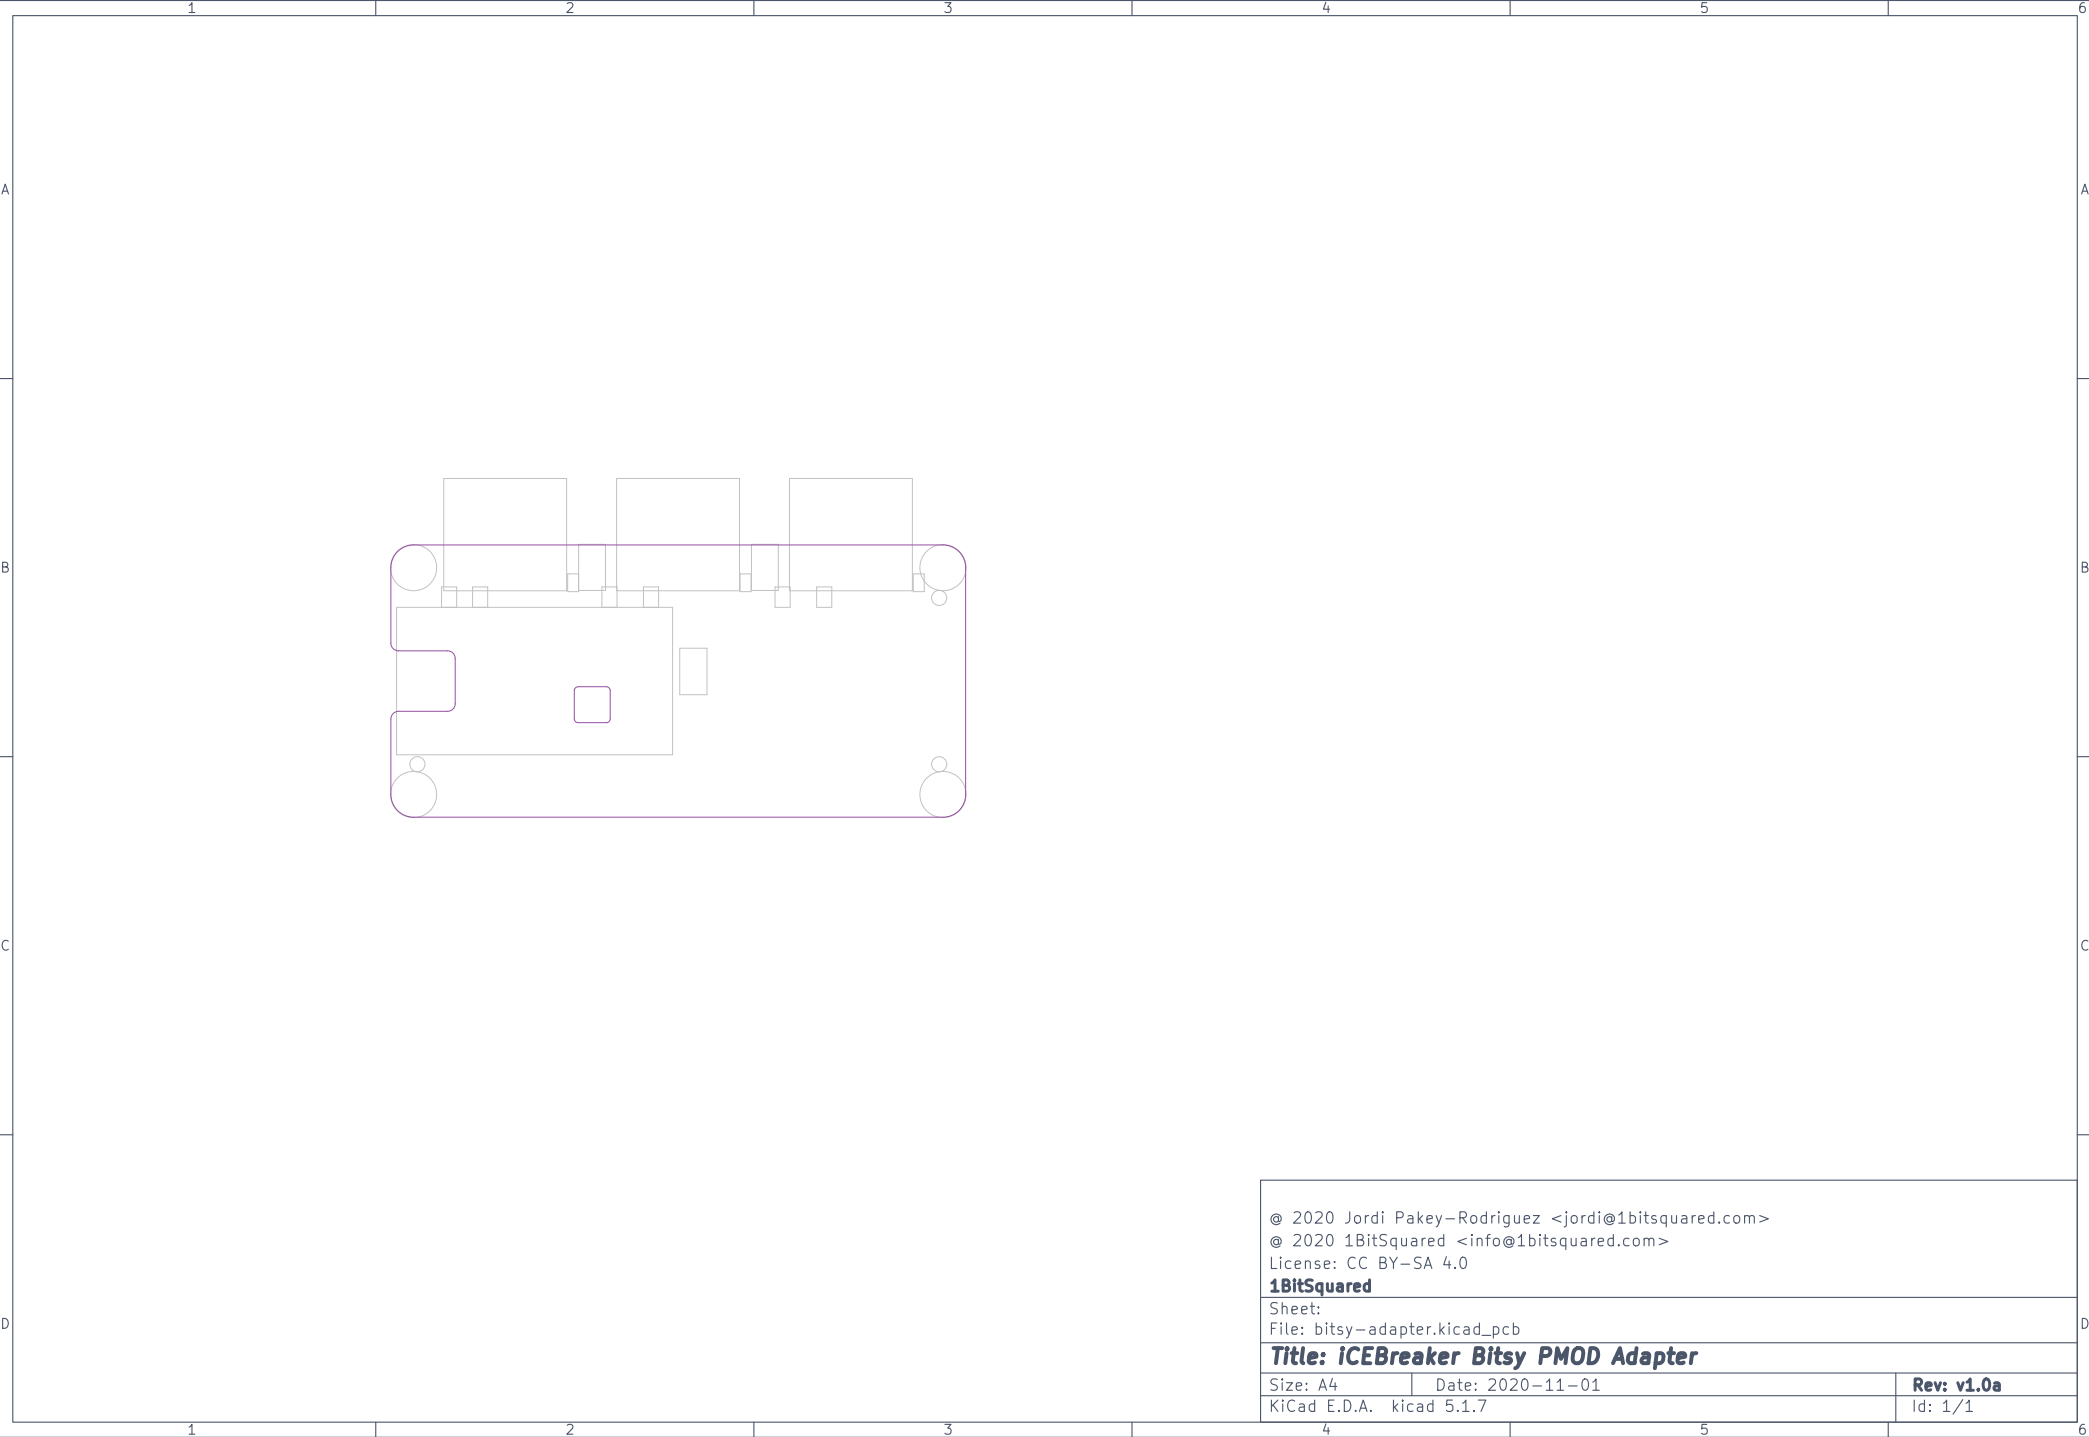 1 2 3 4 5 6
A A
B B
C C
@ 2020 Jordi Pakey-Rodriguez <jordi@1bitsquared.com>
@ 2020 1BitSquared <info@1bitsquared.com>
License: CC BY-SA 4.0
1BitSquared
Sheet:
D D
File: bitsy-adapter.kicad_pcb
Title: iCEBreaker Bitsy PMOD Adapter
Size: A4 Date: 2020-11-01 Rev: v1.0a
KiCad E.D.A. kicad 5.1.7 Id: 1/1
1 2 3 4 5 6